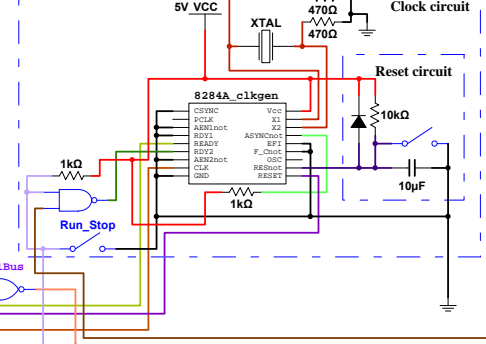 5V VCC
XTAL
470Ω
470Ω
Clock circuit
Reset circuit
8284A_clkgen
CSYNC
PCLK
AEN1not
RDY1
READY
RDY2
AEN2not
CLK
GND
Vcc
X1
X2
ASYNCnot
EFI
F_Cnot
OSC
RESnot
RESET
10kΩ
1kΩ
1kΩ
10µF
Run_Stop
lBus